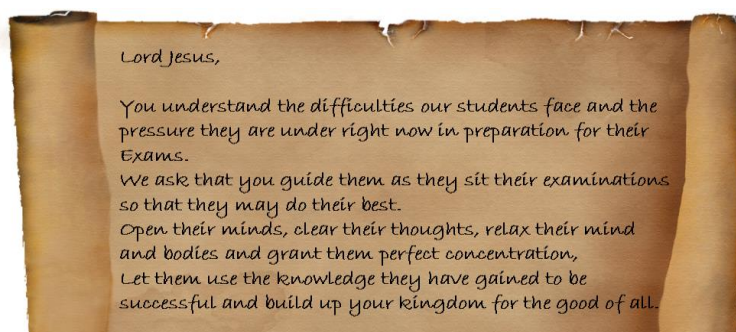 Lord Jesus,
You understand the difficulties our students face and the
pressure they are under right now in preparation for their
Exams.
We ask that you guide them as they sit their examinations
so that they may do their best.
Open their minds, clear their thoughts, relax their mind
and bodies and grant them perfect concentration,
Let them use the knowledge they have gained to be
successful and build up your kingdom for the good of all.